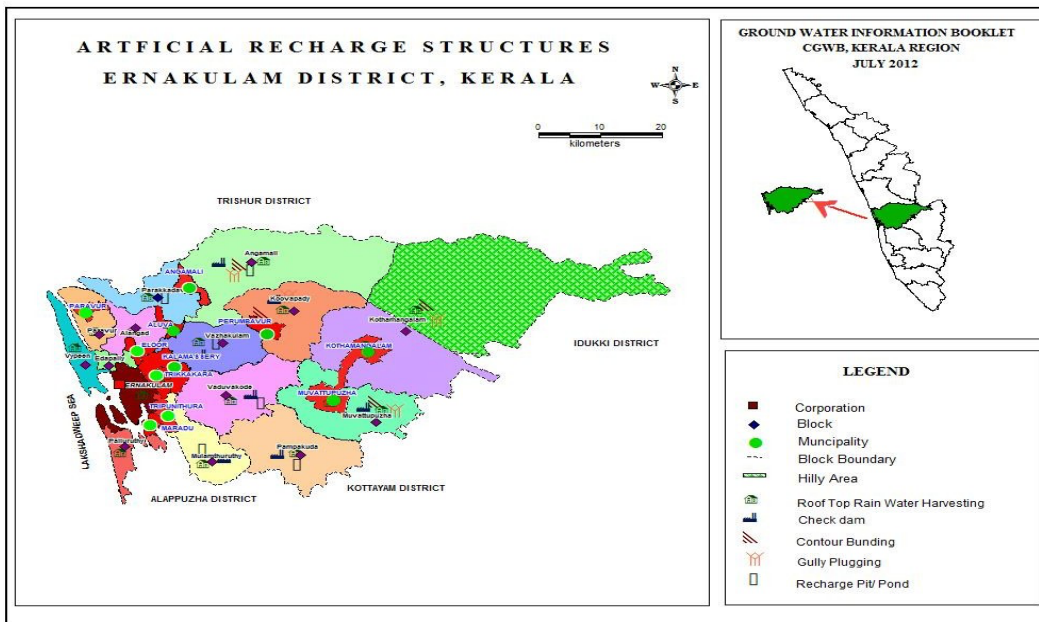 ARTFICIAL RECHARGE STRUCTURES
ERNAKULAM DISTRICT, KERALA
N
W E
S
0 10 20
kilometers
TRISHUR DISTRICT
Angamali
ANGAMALI
Parakkada
Koovapady
PARAVUR
Paravur
Alangad
ALUVA
PERUMBAVUR
Vazhakulam
Kothamangalam
ELOOR
KOTHAMANGALAM
IDUKKI DISTRICT
Vypeen
Edapally
KALAMASSERY
TRIKKAKARA
ERNAKULAM
Vaduvakoda
MUVATTUPUZHA
TRIPUNITHURA
Muvattupuzha
MARADU
LAKSHADWEEP SEA
Palluruthy
Mulanthuruthy
Pampakuda
KOTTAYAM DISTRICT
ALAPPUZHA DISTRICT
GROUND WATER INFORMATION BOOKLET
CGWB, KERALA REGION
JULY 2012
LEGEND
Corporation
Block
Muncipality
Block Boundary
Hilly Area
Roof Top Rain Water Harvesting
Check dam
Contour Bunding
Gully Plugging
Recharge Pit/ Pond